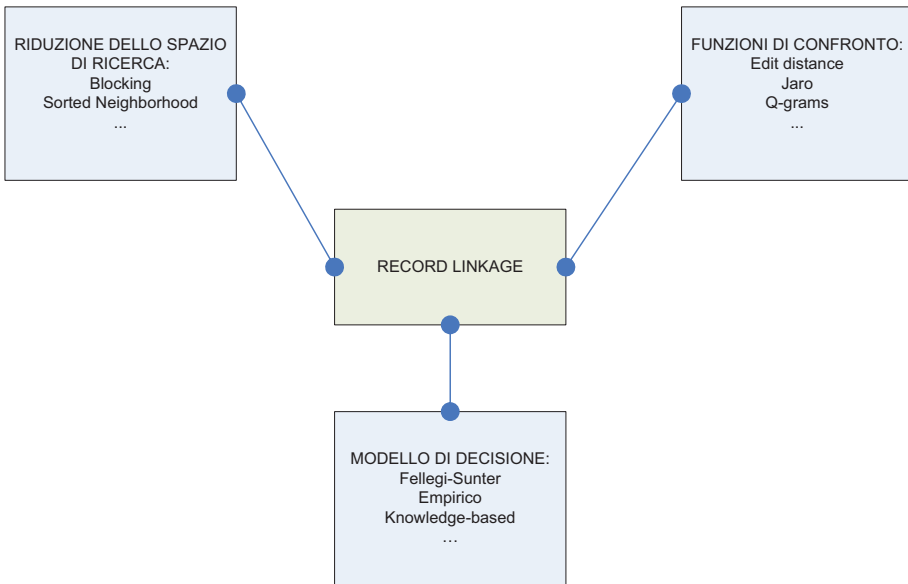 RIDUZIONE DELLO SPAZIO
DI RICERCA:
Blocking
Sorted Neighborhood
...
FUNZIONI DI CONFRONTO:
Edit distance
Jaro
Q-grams
...
RECORD LINKAGE
MODELLO DI DECISIONE:
Fellegi-Sunter
Empirico
Knowledge-based
...